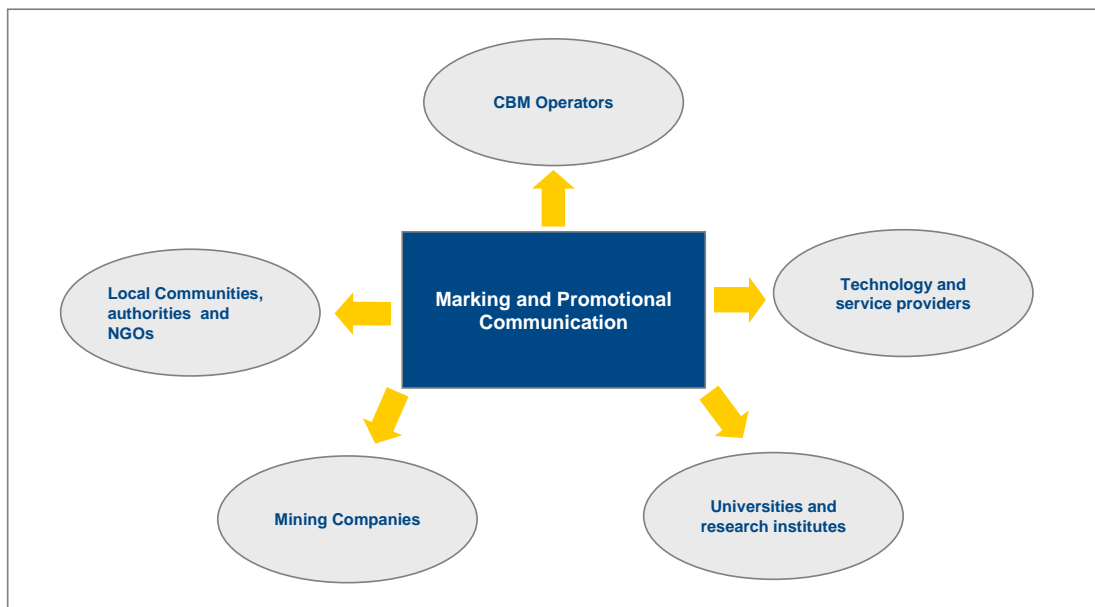 CBM Operators
Local Communities,
authorities and
NGOs
Marking and Promotional
Communication
Technology and
service providers
Mining Companies
Universities and
research institutes